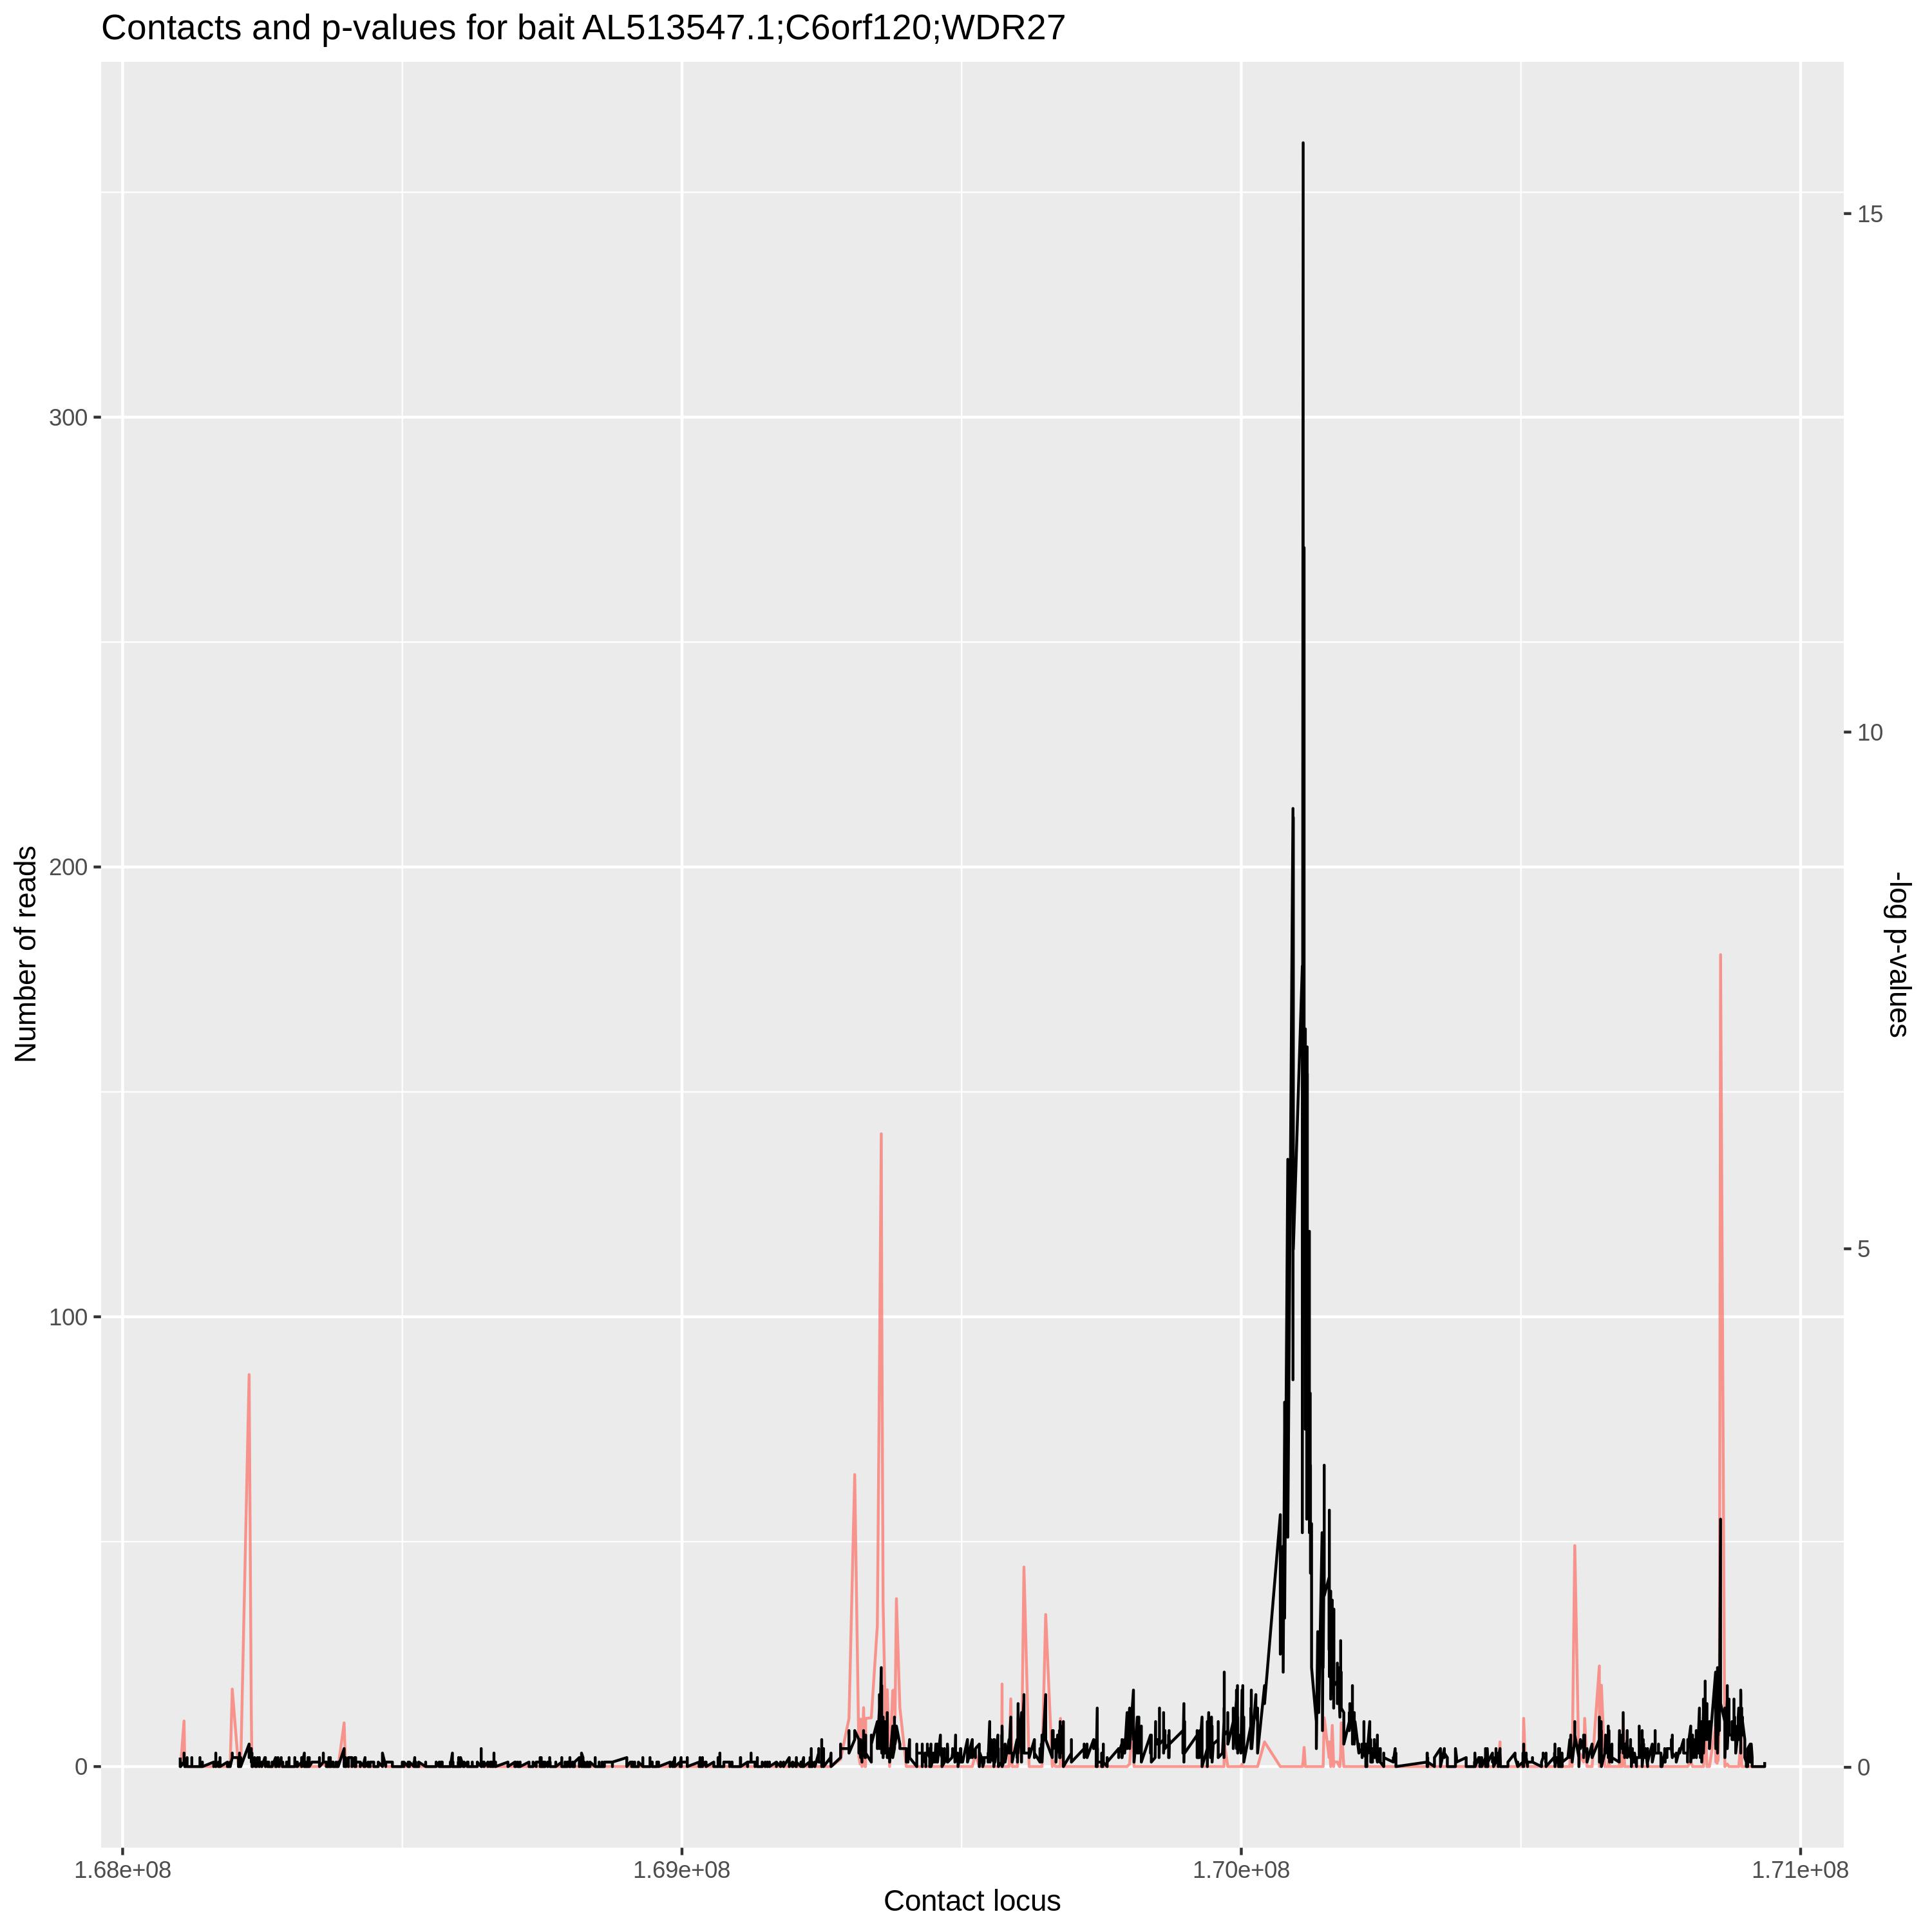 Contacts and p-values for bait AL513547.1;C6orf120;WDR27
Number of reads
300
200
100
0
15
10
5
0
-log p-values
1.68e+08
1.69e+08
1.70e+08
1.71e+08
Contact locus